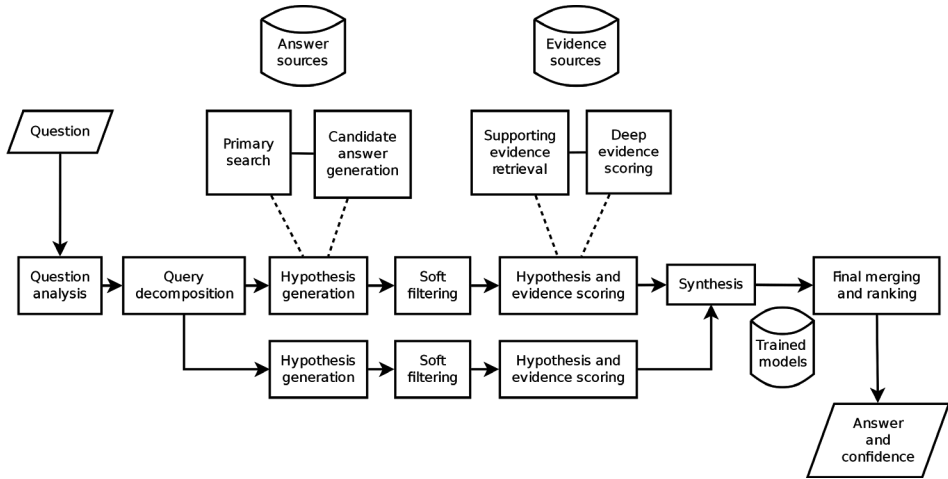 Answer
sources
Evidence
sources
Question
Primary
search
Candidate
answer
generation
Supporting
evidence
retrieval
Deep
evidence
scoring
Question
analysis
Query
decomposition
Hypothesis
generation
Soft
filtering
Hypothesis and
evidence scoring
Synthesis
Final merging
and ranking
Hypothesis
generation
Soft
filtering
Hypothesis and
evidence scoring
Trained
models
Answer
and
confidence